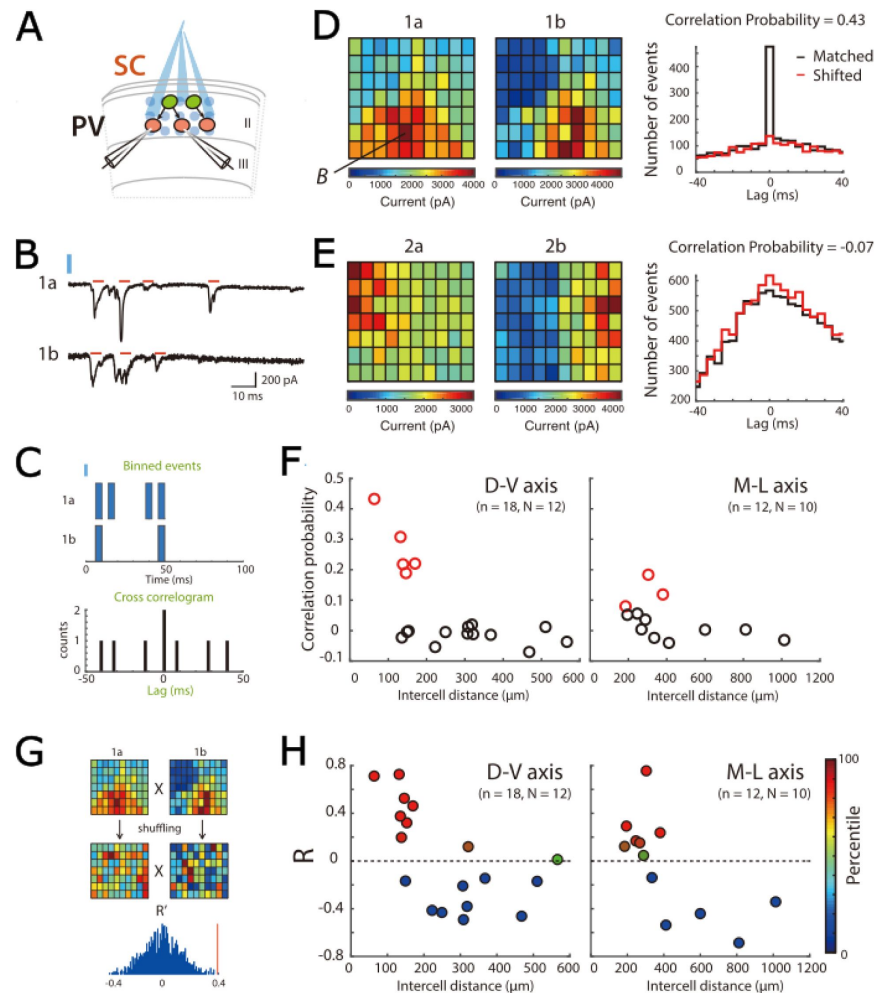 A
SC
PV
II
III
B
1a
1b
200 pA
10 ms
C
Binned events
1a
1b
0 50 100
Time (ms)
Cross correlogram
counts
2
1
0
-50 0 50
Lag (ms)
D
1a 1b
B
0 1000 2000 3000 4000
Current (pA)
0 1000 2000 3000 4000
Current (pA)
Correlation Probability = 0.43
Matched
Shifted
Number of events
400
300
200
100
0
-40 0 40
Lag (ms)
E
2a 2b
0 1000 2000 3000
Current (pA)
0 1000 2000 3000
Current (pA)
Correlation Probability = -0.07
Number of events
600
500
400
300
200
-40 0 40
Lag (ms)
F
Correlation probability
0.5
0.4
0.3
0.2
0.1
0
-0.1
D-V axis
(n = 18, N = 12)
0 100 200 300 400 500 600
Intercell distance (μm)
M-L axis
(n = 12, N = 10)
0 200 400 600 800 1000 1200
Intercell distance (μm)
G
1a 1b
X
shuffling
X
R'
-0.4 0 0.4
H
R
0.8
0.4
0
-0.4
-0.8
D-V axis
(n = 18, N = 12)
0 100 200 300 400 500 600
Intercell distance (μm)
M-L axis
(n = 12, N = 10)
0 200 400 600 800 1000 1200
Intercell distance (μm)
100
Percentile
0